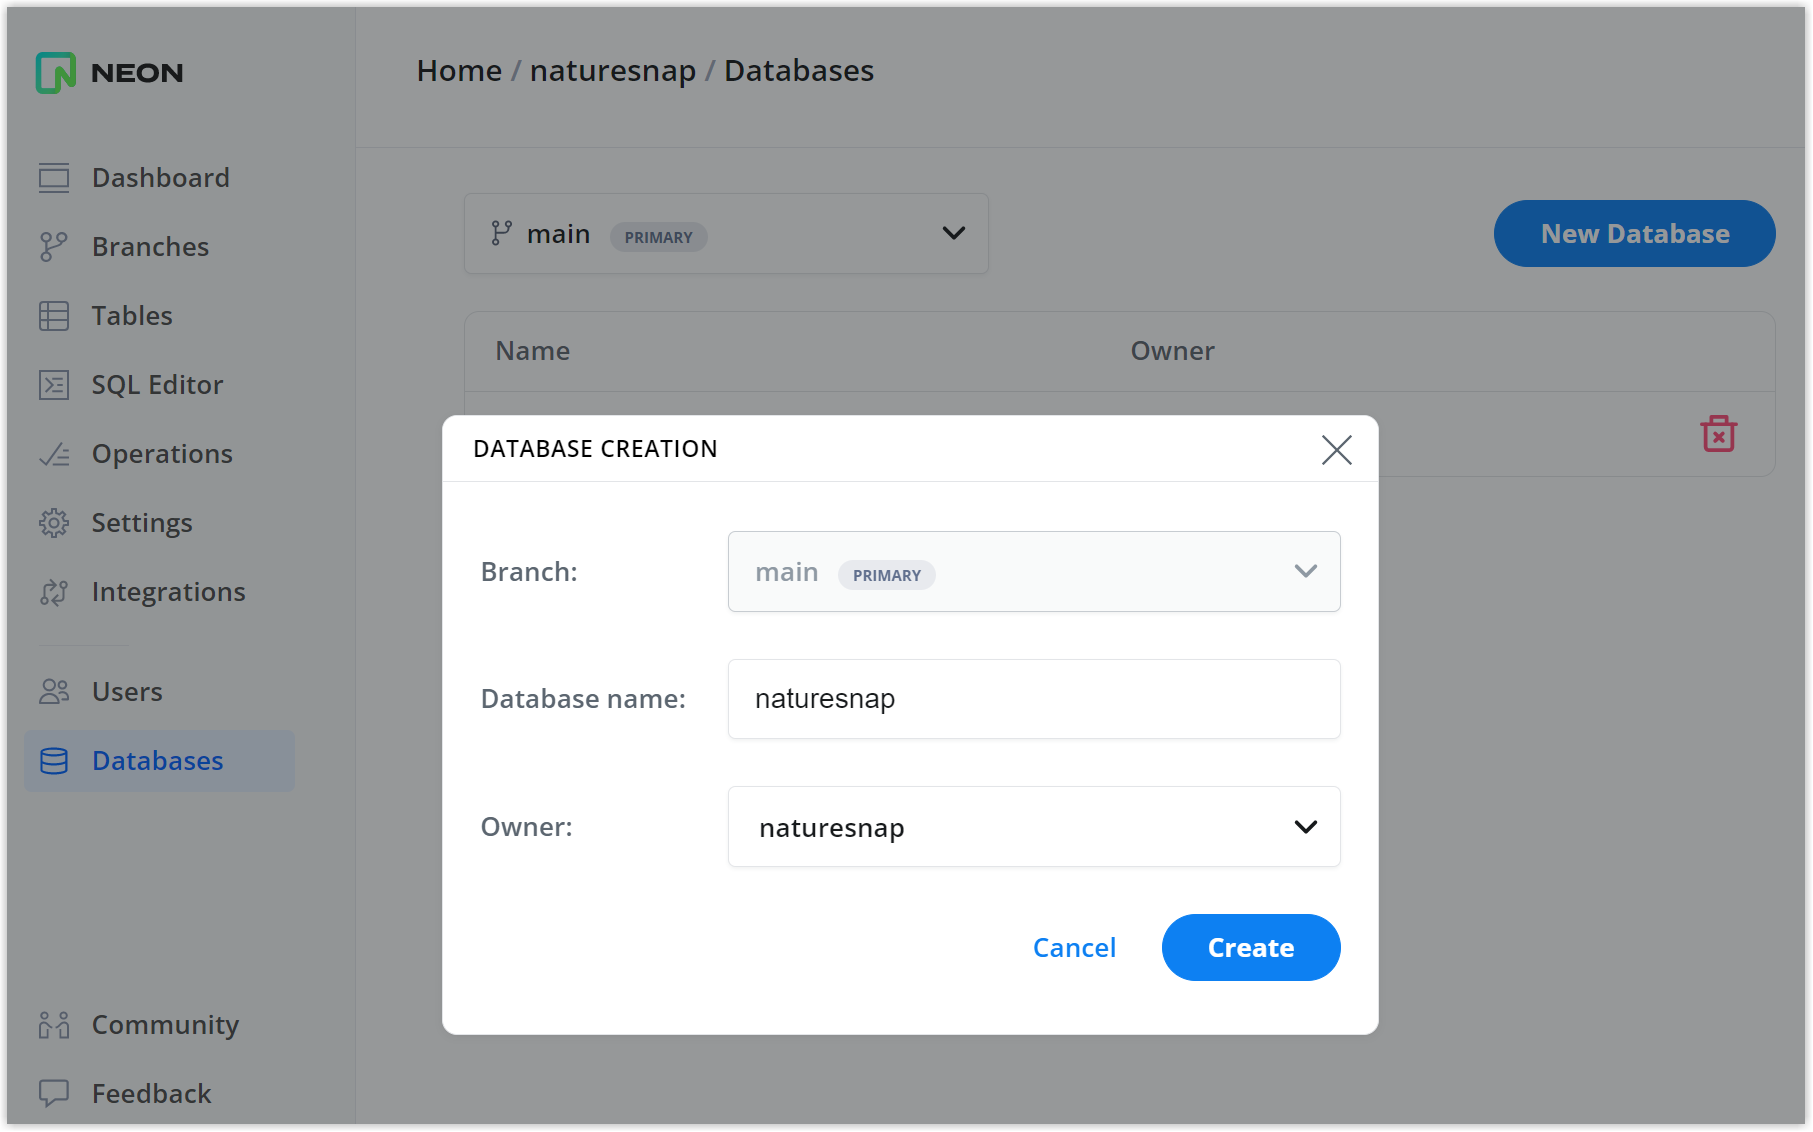 NEON
Home / naturesnap / Databases
Dashboard
Branches
Tables
SQL Editor
Operations
Settings
Integrations
Users
Databases
Community
Feedback
main PRIMARY
New Database
Name Owner
DATABASE CREATION
Branch: main PRIMARY
Database name: naturesnap
Owner: naturesnap
Cancel Create